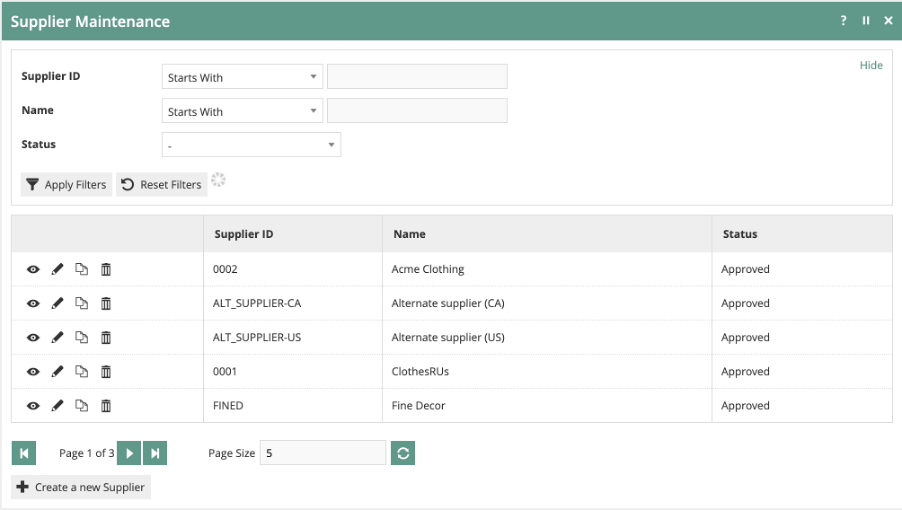 Supplier Maintenance ?
Hide
Supplier ID Starts With
Name Starts With
Status -
Apply Filters Reset Filters
Supplier ID Name Status
0002 Acme Clothing Approved
ALT_SUPPLIER-CA Alternate supplier (CA) Approved
ALT_SUPPLIER-US Alternate supplier (US) Approved
0001 ClothesRUs Approved
FINED Fine Decor Approved
Page 1 of 3 Page Size 5
Create a new Supplier